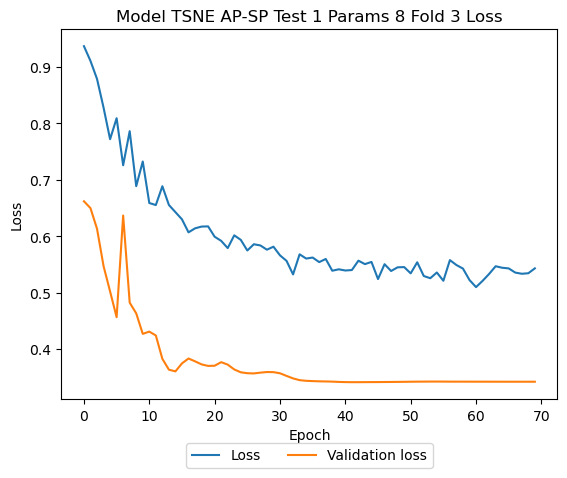 Model TSNE AP-SP Test 1 Params 8 Fold 3 Loss
0.9
0.8
0.7
0.6
0.5
0.4
Loss
0 10 20 30 40 50 60 70
Epoch
Loss Validation loss